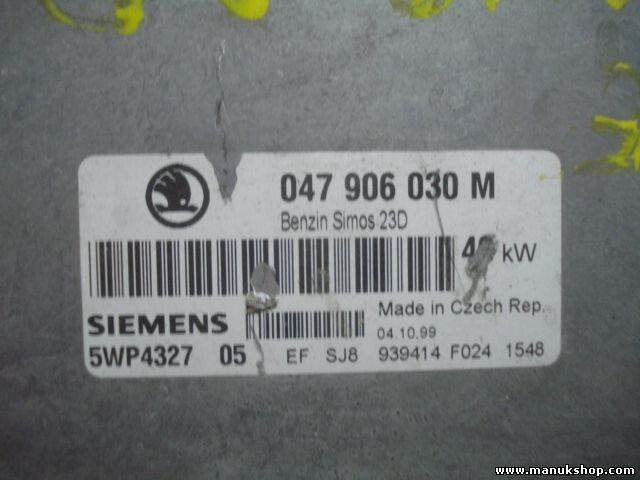 047 906 030 M
Benzin Simos 23D
kW
SIEMENS
Made in Czech Rep.
04.10.99
5WP4327 05 EF SJ8 939414 F024 1548
www.manukshop.com